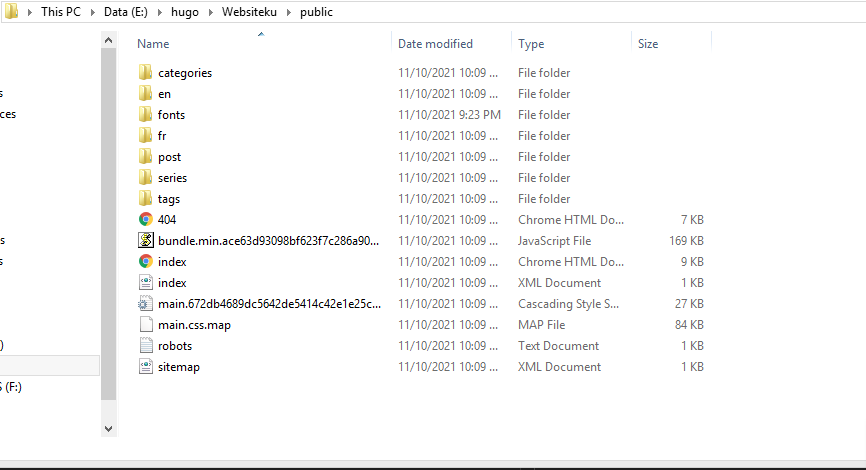 This PC Data (E:) hugo Websiteku public
Name Date modified Type Size
categories 11/10/2021 10:09 ... File folder
en 11/10/2021 10:09 ... File folder
s
fonts 11/10/2021 9:23 PM File folder
ces
fr 11/10/2021 10:09 ... File folder
post 11/10/2021 10:09 ... File folder
series 11/10/2021 10:09 ... File folder
tags 11/10/2021 10:09 ... File folder
404 11/10/2021 10:09 ... Chrome HTML Do... 7 KB
bundle.min.ace63d93098bf623f7c286a90... 11/10/2021 10:09 ... JavaScript File 169 KB
s
index 11/10/2021 10:09 ... Chrome HTML Do... 9 KB
s
index 11/10/2021 10:09 ... XML Document 1 KB
main.672db4689dc5642de5414c42e1e25c... 11/10/2021 10:09 ... Cascading Style S... 27 KB
main.css.map 11/10/2021 10:09 ... MAP File 84 KB
robots 11/10/2021 10:09 ... Text Document 1 KB
)
sitemap 11/10/2021 10:09 ... XML Document 1 KB
S (F:)